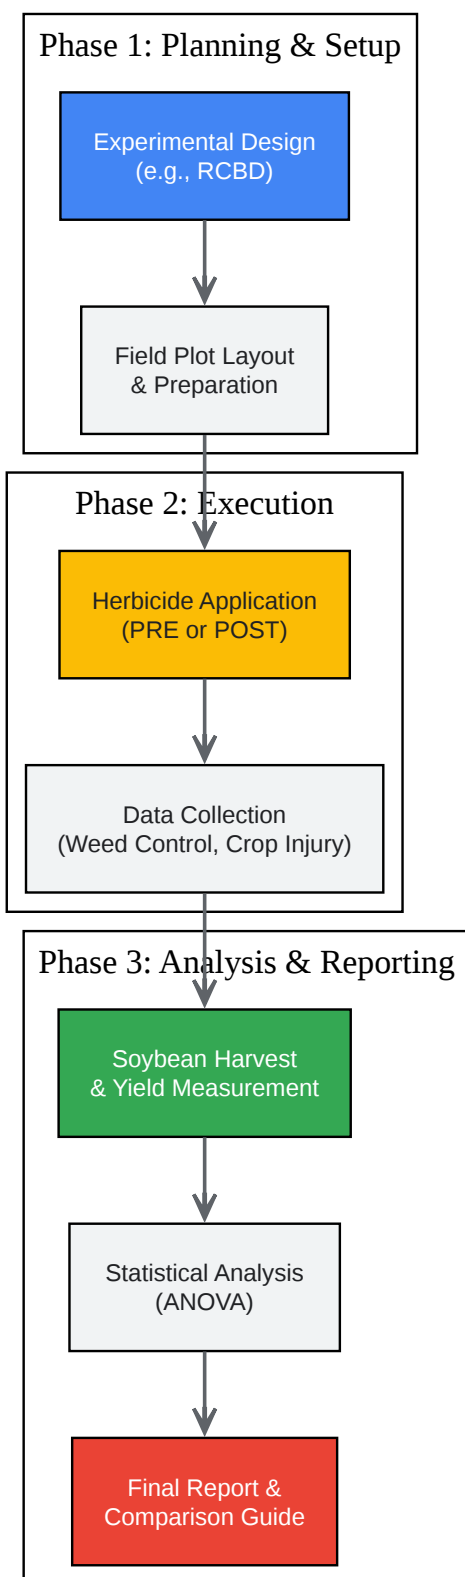 Phase 1: Planning & Setup
Experimental Design
(e.g., RCBD)
Field Plot Layout
& Preparation
Phase 2: Execution
Herbicide Application
(PRE or POST)
Data Collection
(Weed Control, Crop Injury)
Phase 3: Analysis & Reporting
Soybean Harvest
& Yield Measurement
Statistical Analysis
(ANOVA)
Final Report &
Comparison Guide